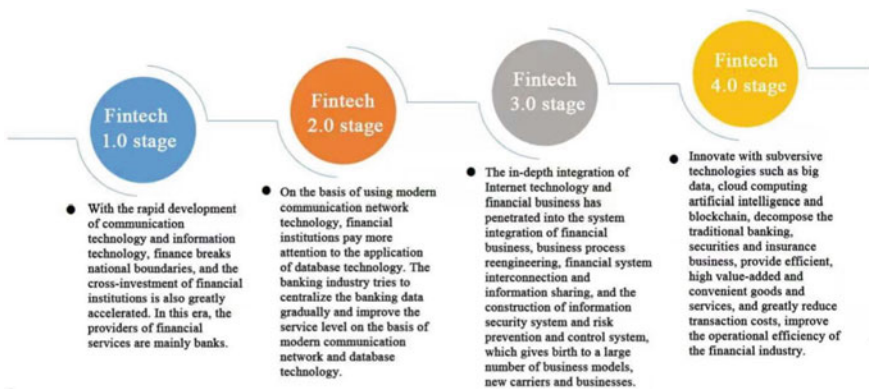 Fintech
1.0 stage
With the rapid development
of communication
technology and information
technology, finance breaks
national boundaries, and the
cross-investment of financial
institutions is also greatly
accelerated. In this era, the
providers of financial
services are mainly banks.
Fintech
2.0 stage
On the basis of using modern
communication network
technology, financial
institutions pay more
attention to the application
of database technology. The
banking industry tries to
centralize the banking data
gradually and improve the
service level on the basis of
modern communication
network and database
technology.
Fintech
3.0 stage
The in-depth integration of
Internet technology and
financial business has
penetrated into the system
integration of financial
business, business process
reengineering, financial system
interconnection and
information sharing, and the
construction of information
security system and risk
prevention and control system,
which gives birth to a large
number of business models,
new carriers and businesses.
Fintech
4.0 stage
Innovate with subversive
technologies such as big
data, cloud computing
artificial intelligence and
blockchain, decompose the
traditional banking,
securities and insurance
business, provide efficient,
high value-added and
convenient goods and
services, and greatly reduce
transaction costs, improve
the operational efficiency of
the financial industry.